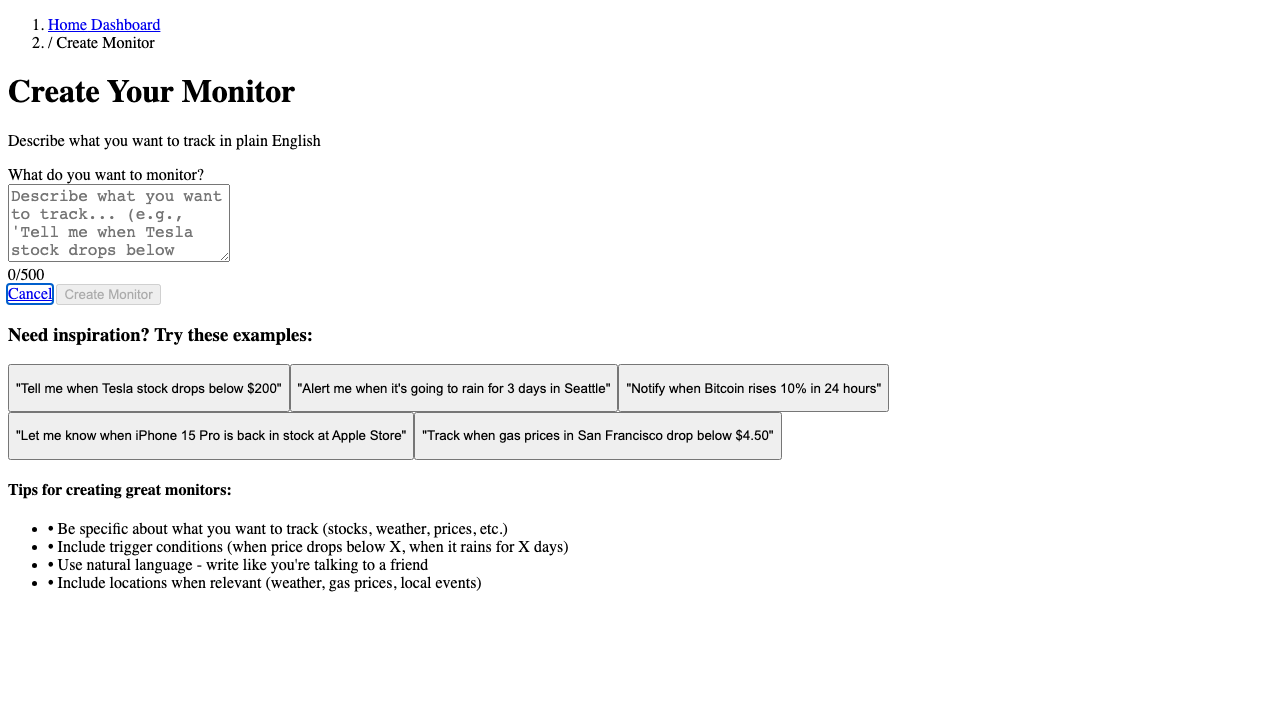 1. Home Dashboard
2. / Create Monitor
Create Your Monitor
Describe what you want to track in plain English
What do you want to monitor?
Describe what you want
to track... (e.g.,
'Tell me when Tesla
stock drops below
0/500
Cancel Create Monitor
Need inspiration? Try these examples:
"Tell me when Tesla stock drops below $200" "Alert me when it's going to rain for 3 days in Seattle" "Notify when Bitcoin rises 10% in 24 hours"
"Let me know when iPhone 15 Pro is back in stock at Apple Store" "Track when gas prices in San Francisco drop below $4.50"
Tips for creating great monitors:
• • Be specific about what you want to track (stocks, weather, prices, etc.)
• • Include trigger conditions (when price drops below X, when it rains for X days)
• • Use natural language - write like you're talking to a friend
• • Include locations when relevant (weather, gas prices, local events)